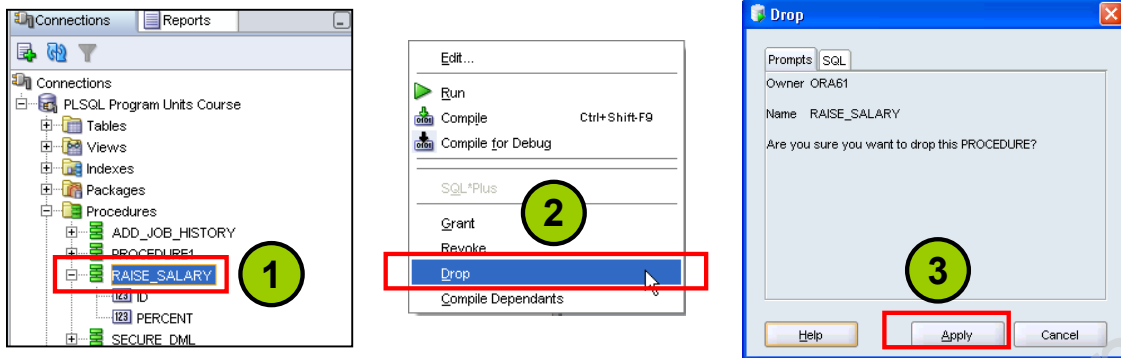 Connections Reports
Connections
PLSQL Program Units Course
Tables
Views
Indexes
Packages
Procedures
ADD_JOB_HISTORY
PROCEDURE1
RAISE_SALARY
1
123 ID
123 PERCENT
SECURE_DML
Edit...
Run
Compile Ctrl+Shift-F9
Compile for Debug
SQL*Plus
2
Grant
Revoke
Drop
Compile Dependants
Drop
Prompts SQL
Owner ORA61
Name RAISE_SALARY
Are you sure you want to drop this PROCEDURE?
3
Help Apply Cancel